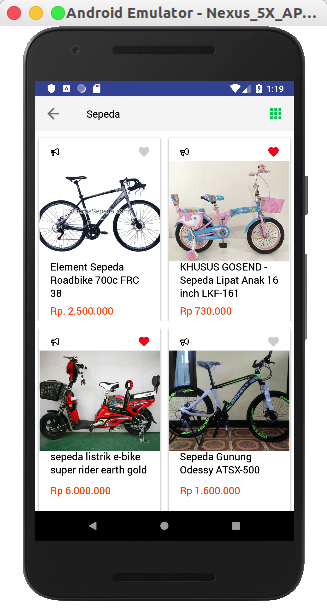 Android Emulator - Nexus_5X_AP...
1:19
Sepeda
Element Sepeda
Roadbike 700c FRC
38
Rp. 2.500.000
KHUSUS GOSEND -
Sepeda Lipat Anak 16
inch LKF-161
Rp 730.000
sepeda listrik e-bike
super rider earth gold
Rp 6.000.000
Sepeda Gunung
Odessy ATSX-500
Rp 1.600.000